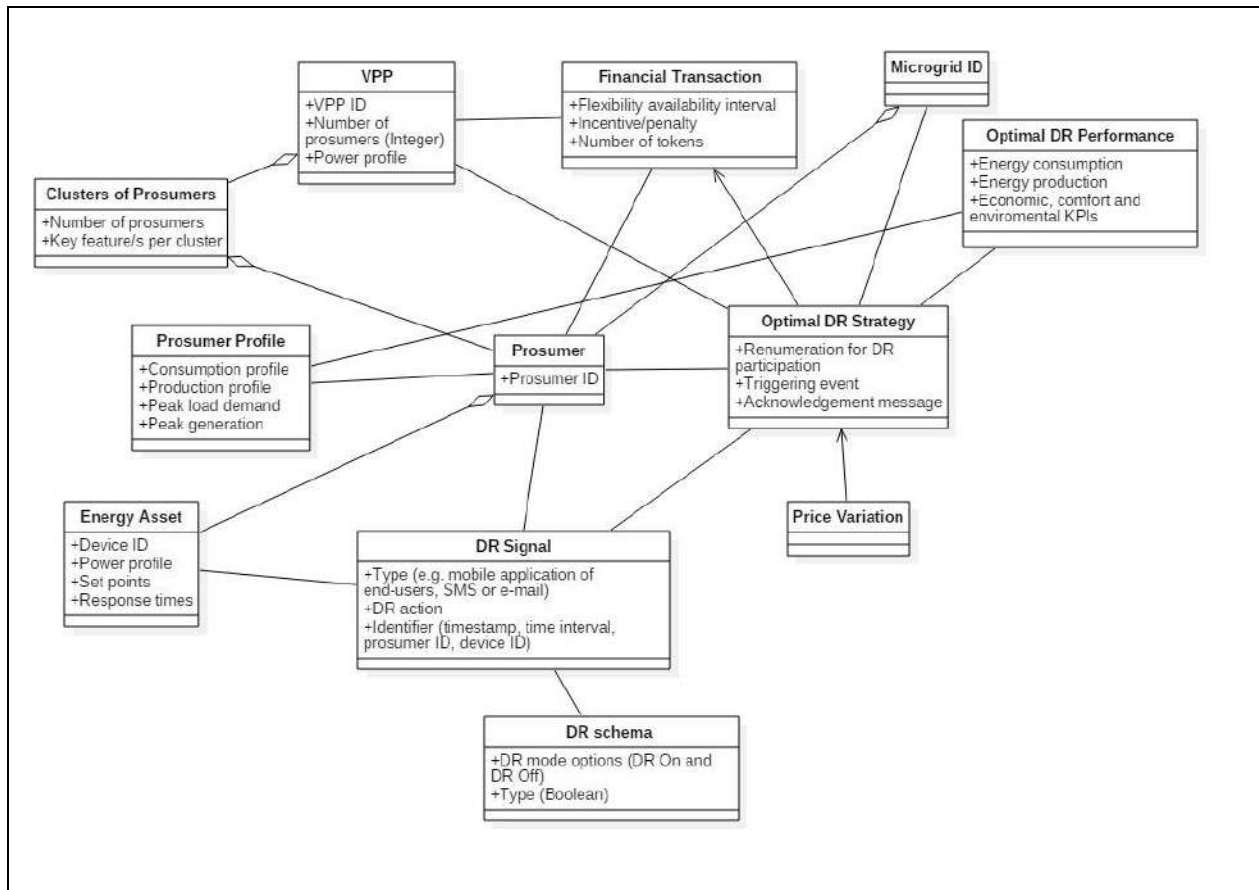 VPP
+VPP ID
+Number of
prosumers (Integer)
+Power profile
Financial Transaction
+Flexibility availability interval
+Incentive/penalty
+Number of tokens
Microgrid ID
Optimal DR Performance
+Energy consumption
+Energy production
+Economic, comfort and
enviromental KPIs
Clusters of Prosumers
+Number of prosumers
+Key feature/s per cluster
Prosumer Profile
+Consumption profile
+Production profile
+Peak load demand
+Peak generation
Prosumer
+Prosumer ID
Optimal DR Strategy
+Renumeration for DR
participation
+Triggering event
+Acknowledgement message
Energy Asset
+Device ID
+Power profile
+Set points
+Response times
DR Signal
+Type (e.g. mobile application of
end-users, SMS or e-mail)
+DR action
+Identifier (timestamp, time interval,
prosumer ID, device ID)
Price Variation
DR schema
+DR mode options (DR On and
DR Off)
+Type (Boolean)